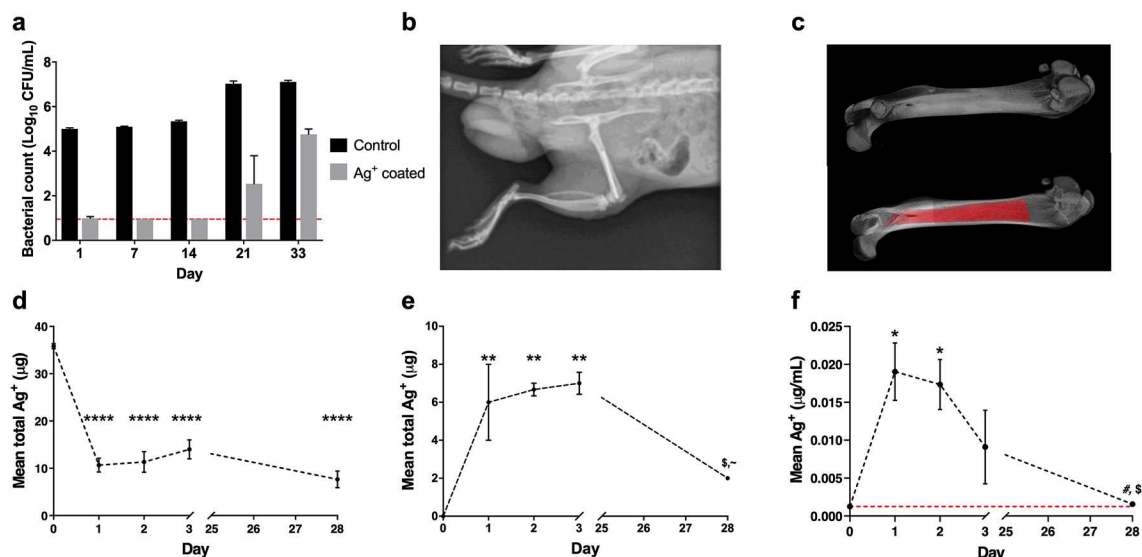 a
b
c
Bacterial count (Log10 CFU/mL)
8
6
4
2
0
1 7 14 21 33
Day
Control
Ag+ coated
d
Mean total Ag+ (µg)
40
30
20
10
0
**** **** **** ****
0 1 2 3 25 26 27 28
Day
e
Mean total Ag+ (µg)
10
8
6
4
2
0
** ** **
$,~
0 1 2 3 25 26 27 28
Day
f
Mean Ag+ (µg/mL)
0.025
0.020
0.015
0.010
0.005
0.000
* *
#, $
0 1 2 3 25 26 27 28
Day